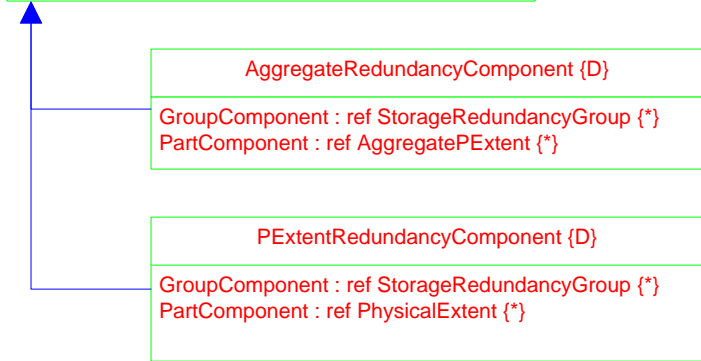 AggregateRedundancyComponent {D}
GroupComponent : ref StorageRedundancyGroup {*}
PartComponent : ref AggregatePExtent {*}
PExtentRedundancyComponent {D}
GroupComponent : ref StorageRedundancyGroup {*}
PartComponent : ref PhysicalExtent {*}